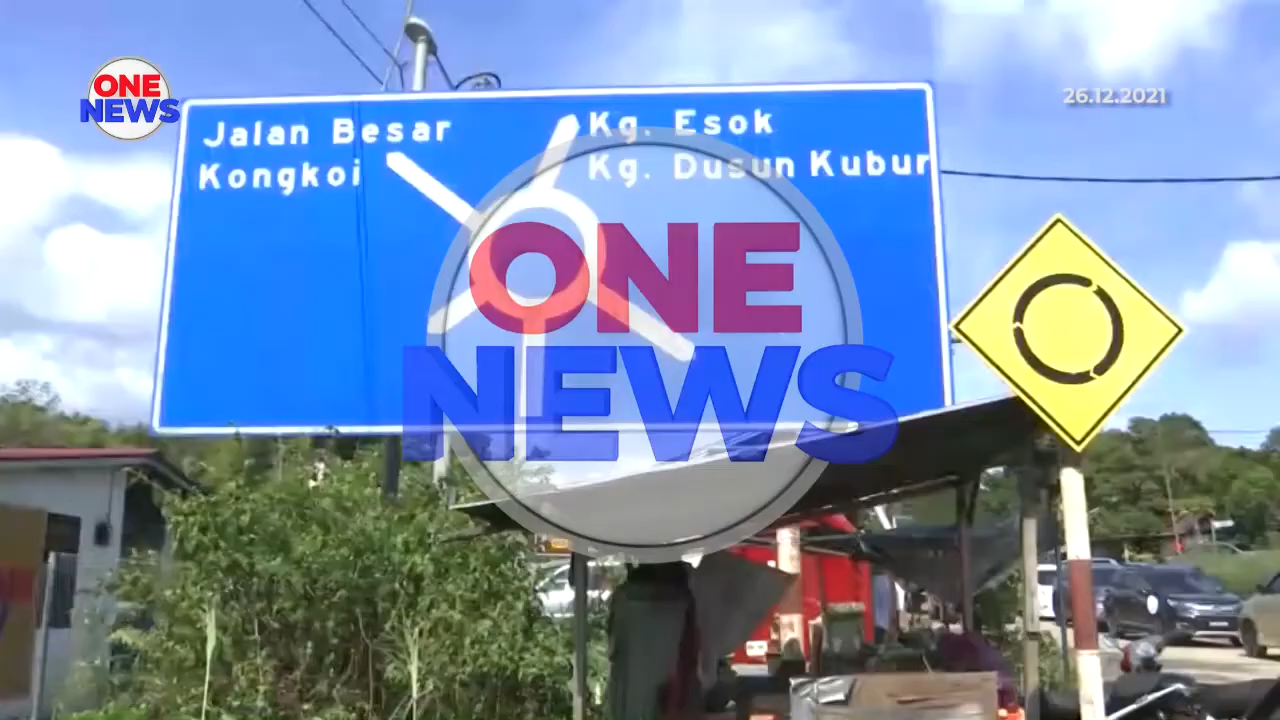 ONE
NEWS
26.12.2021
Jalan Besar
Kongkoi
Kg. Esok
Kg. Dusun Kubur
ONE
NEWS